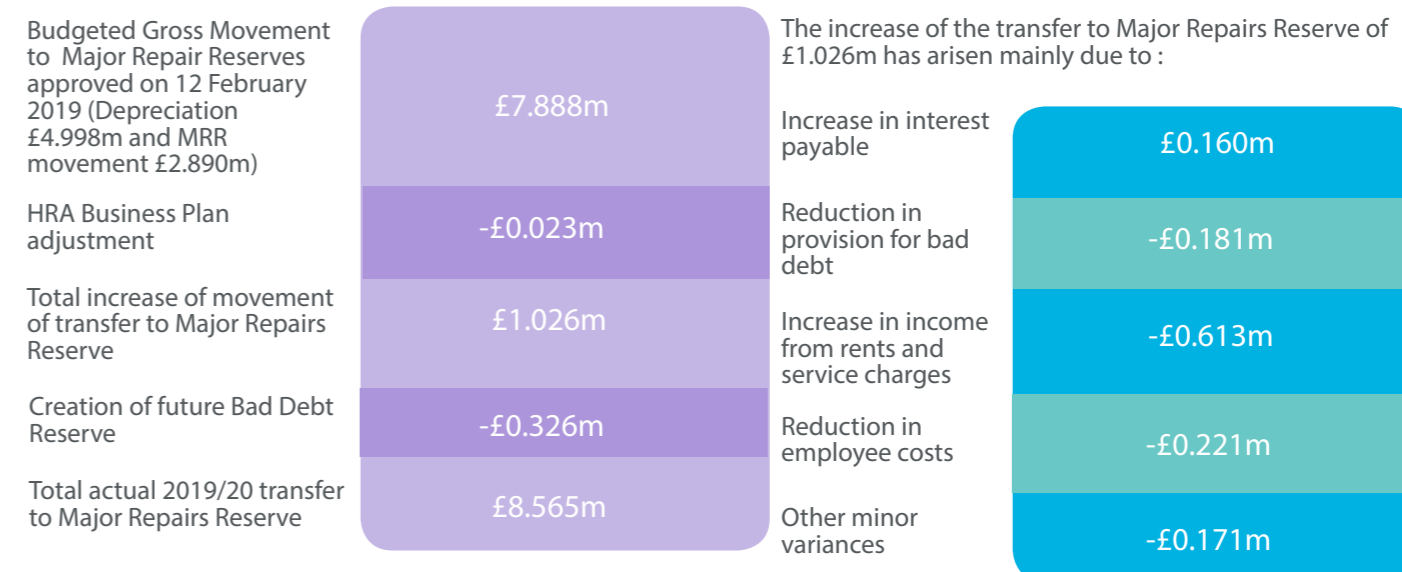 Budgeted Gross Movement
to Major Repair Reserves
approved on 12 February
2019 (Depreciation
£4.998m and MRR
movement £2.890m)
£7.888m
HRA Business Plan
adjustment
-£0.023m
Total increase of movement
of transfer to Major Repairs
Reserve
£1.026m
Creation of future Bad Debt
Reserve
-£0.326m
Total actual 2019/20 transfer
to Major Repairs Reserve
£8.565m
The increase of the transfer to Major Repairs Reserve of
£1.026m has arisen mainly due to :
Increase in interest
payable
£0.160m
Reduction in
provision for bad
debt
-£0.181m
Increase in income
from rents and
service charges
-£0.613m
Reduction in
employee costs
-£0.221m
Other minor
variances
-£0.171m